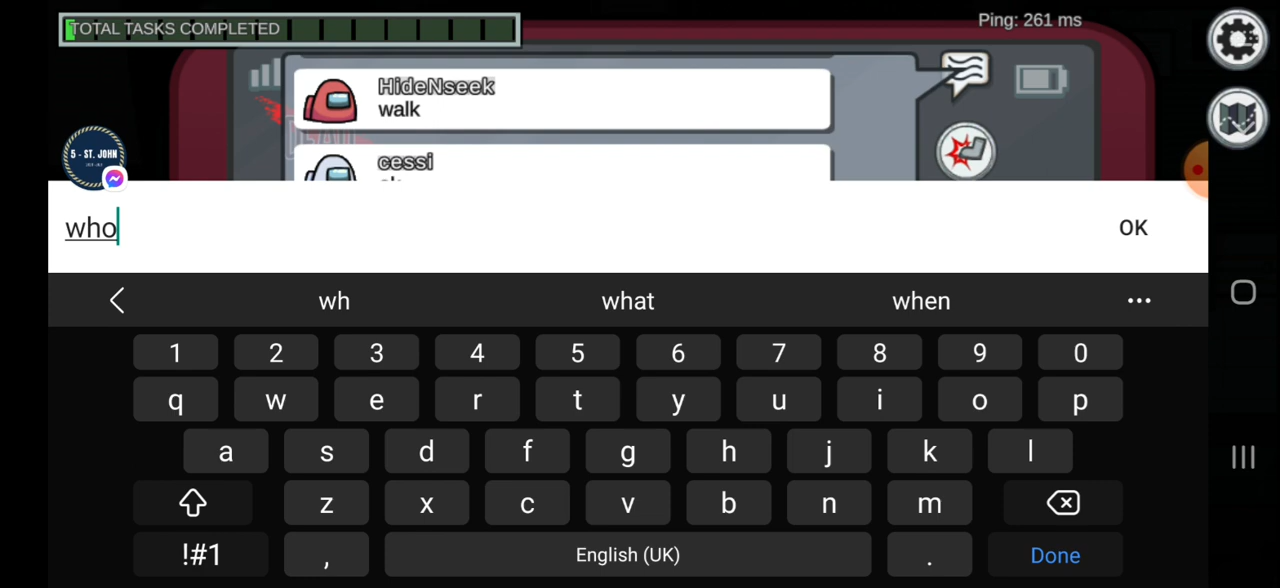 TOTAL TASKS COMPLETED
Ping: 261 ms
HideNseek
walk
cessi
5 - ST. JOHN
who
OK
wh what when
1 2 3 4 5 6 7 8 9 0
q w e r t y u i o p
a s d f g h j k l
z x c v b n m
!#1 , English (UK) . Done